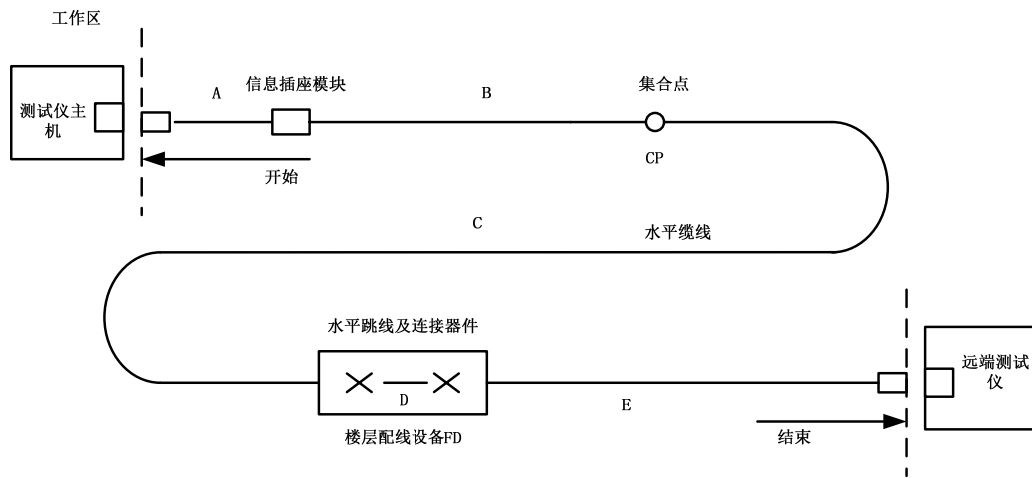 工作区
测试仪主
机
A
信息插座模块
B
集合点
CP
开始
C
水平缆线
水平跳线及连接器件
D
楼层配线设备FD
E
结束
远端测试
仪